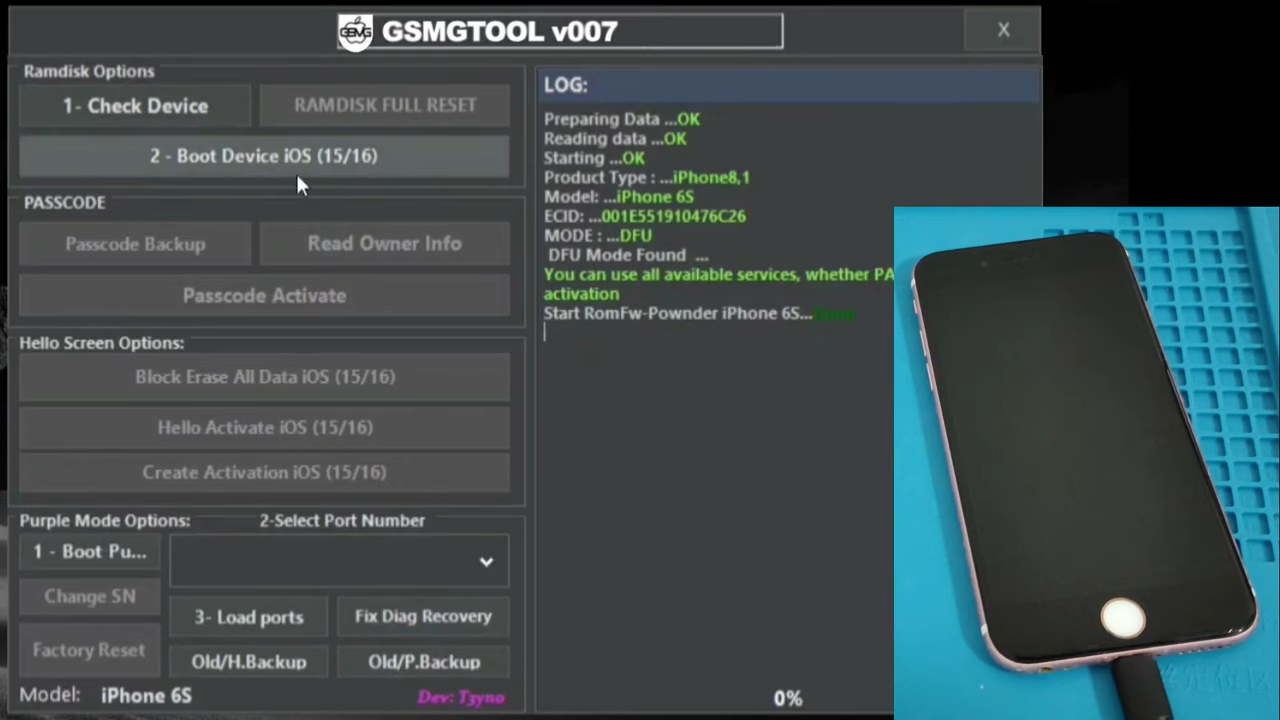 GSMG
GSMGTOOL v007
X
Ramdisk Options
1- Check Device
RAMDISK FULL RESET
2 - Boot Device iOS (15/16)
PASSCODE
Passcode Backup
Read Owner Info
Passcode Activate
Hello Screen Options:
Block Erase All Data iOS (15/16)
Hello Activate iOS (15/16)
Create Activation iOS (15/16)
Purple Mode Options:
2-Select Port Number
1 - Boot Pu...
Change SN
3- Load ports
Fix Diag Recovery
Factory Reset
Old/H.Backup
Old/P.Backup
Model: iPhone 6S
Dev: T3yno
LOG:
Preparing Data ...OK
Reading data ...OK
Starting ...OK
Product Type : ...iPhone8,1
Model: ...iPhone 6S
ECID: ...001E551910476C26
MODE : ...DFU
DFU Mode Found ...
You can use all available services, whether PA
activation
Start RomFw-Pownder iPhone 6S...Done
0%